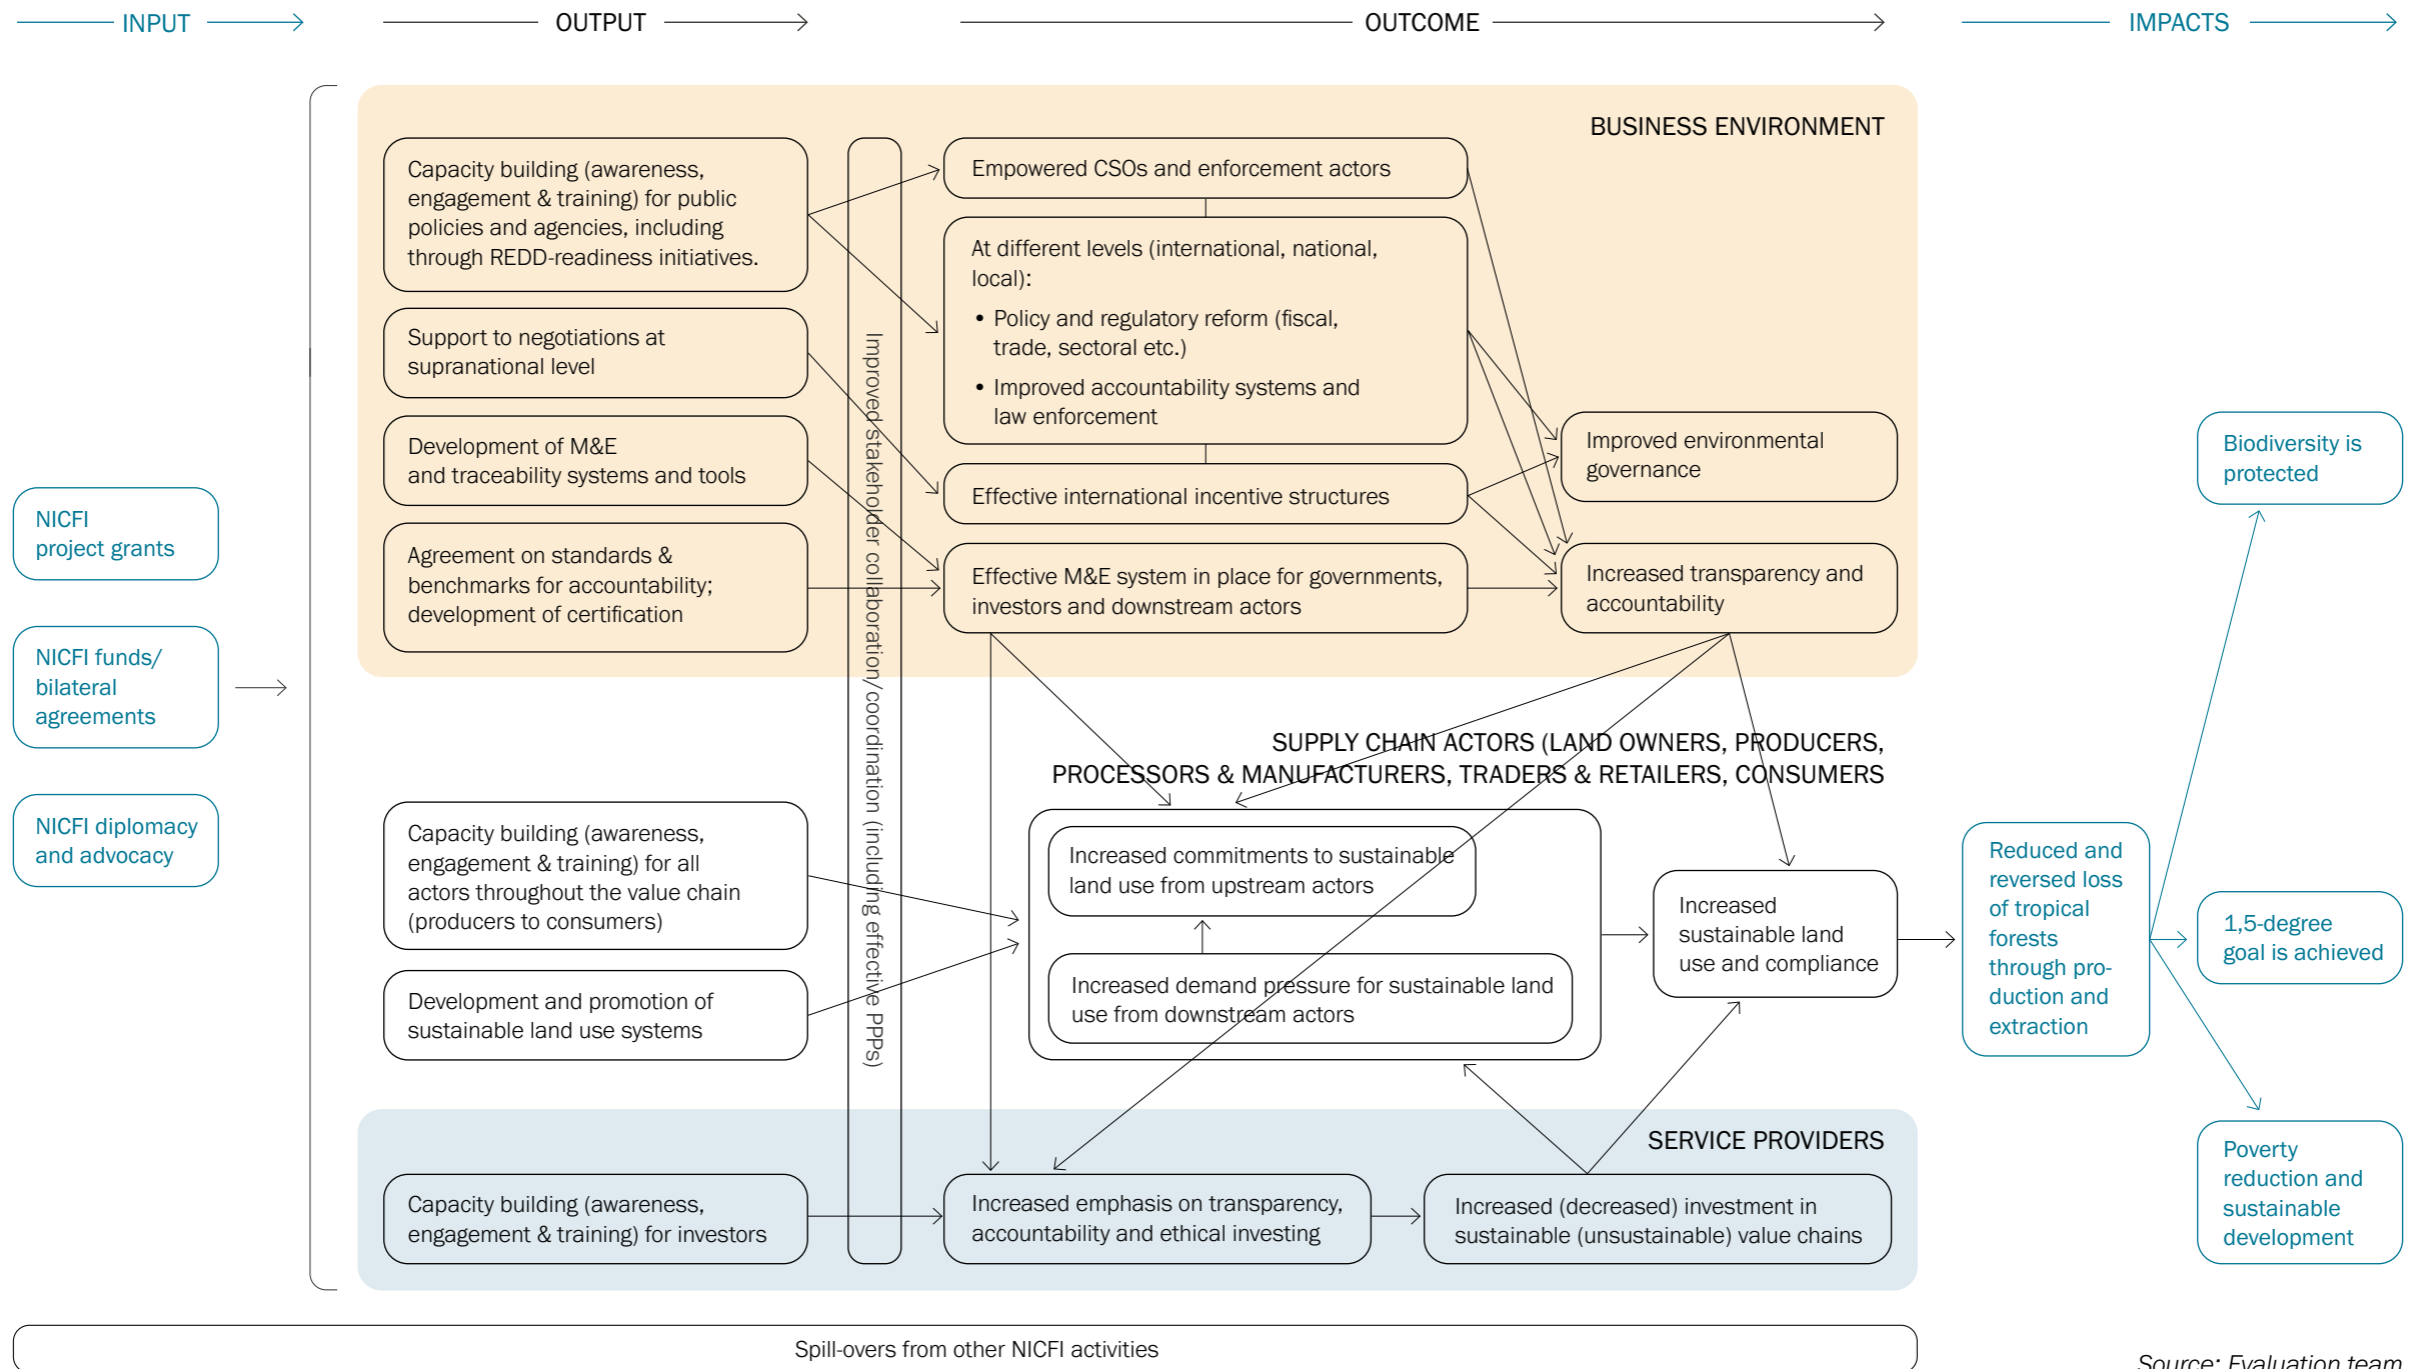 INPUT
OUTPUT
OUTCOME
IMPACTS
NICFI
project grants
NICFI funds/
bilateral
agreements
NICFI diplomacy
and advocacy
BUSINESS ENVIRONMENT
Capacity building (awareness,
engagement & training) for public
policies and agencies, including
through REDD-readiness initiatives.
Support to negotiations at
supranational level
Development of M&E
and traceability systems and tools
Agreement on standards &
benchmarks for accountability;
development of certification
Improved stakeholder collaboration/coordination (including effective PPPs)
Empowered CSOs and enforcement actors
At different levels (international, national,
local):
• Policy and regulatory reform (fiscal,
trade, sectoral etc.)
• Improved accountability systems and
law enforcement
Effective international incentive structures
Effective M&E system in place for governments,
investors and downstream actors
Improved environmental
governance
Increased transparency and
accountability
SUPPLY CHAIN ACTORS (LAND OWNERS, PRODUCERS,
PROCESSORS & MANUFACTURERS, TRADERS & RETAILERS, CONSUMERS
Capacity building (awareness,
engagement & training) for all
actors throughout the value chain
(producers to consumers)
Development and promotion of
sustainable land use systems
Increased commitments to sustainable
land use from upstream actors
Increased demand pressure for sustainable land
use from downstream actors
Increased
sustainable land
use and compliance
SERVICE PROVIDERS
Capacity building (awareness,
engagement & training) for investors
Increased emphasis on transparency,
accountability and ethical investing
Increased (decreased) investment in
sustainable (unsustainable) value chains
Reduced and
reversed loss
of tropical
forests
through pro-
duction and
extraction
Biodiversity is
protected
1,5-degree
goal is achieved
Poverty
reduction and
sustainable
development
Spill-overs from other NICFI activities
Source: Evaluation team